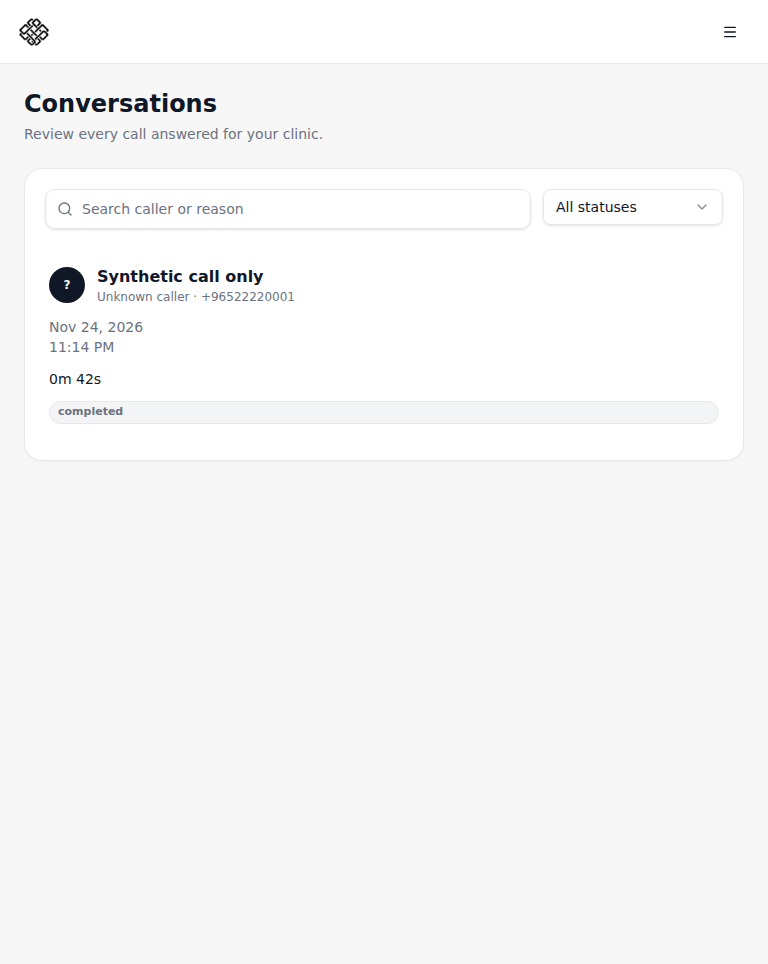 Conversations
Review every call answered for your clinic.
Search caller or reason
All statuses
?
Synthetic call only
Unknown caller · +96522220001
Nov 24, 2026
11:14 PM
0m 42s
completed